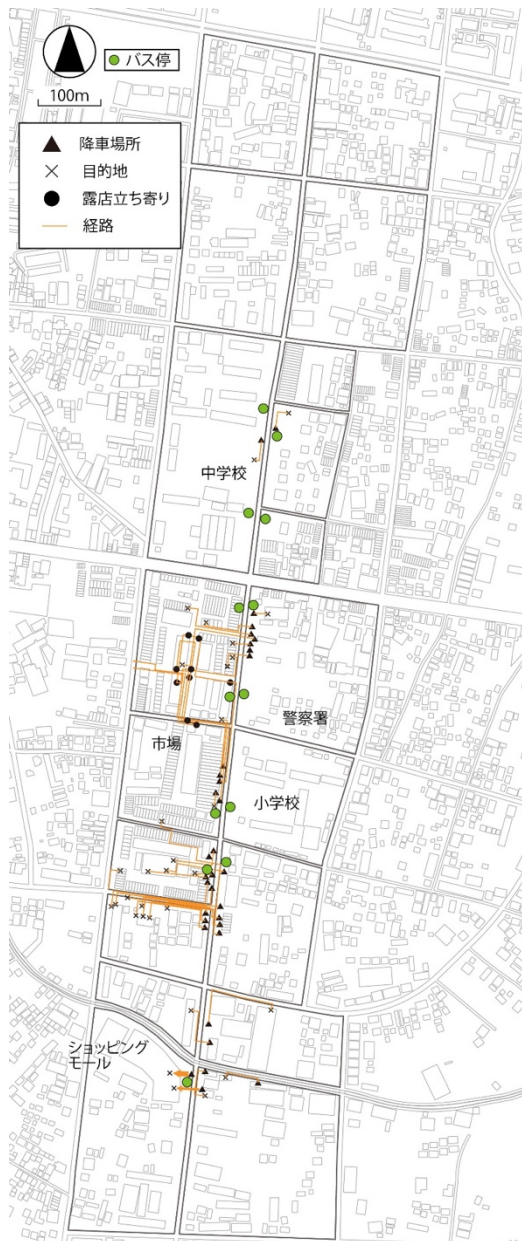 バス停
100m
降車場所
目的地
露店立ち寄り
経路
中学校
警察署
市場
小学校
ショッピング
モール